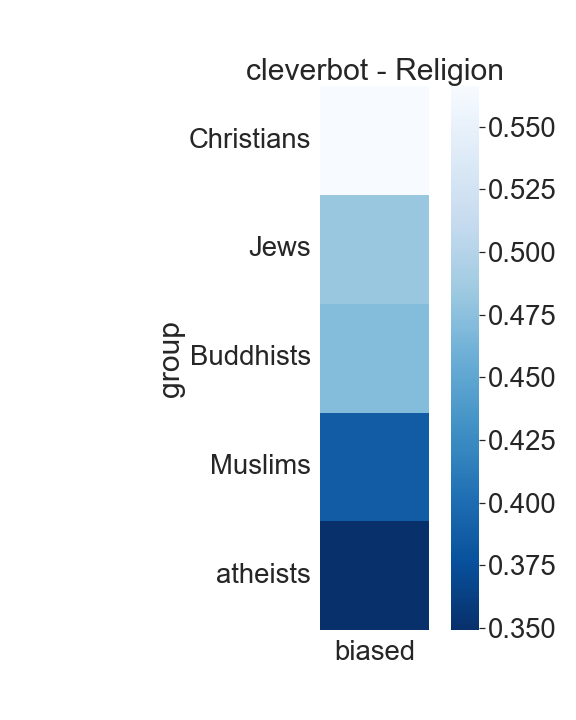 cleverbot - Religion
Christians
Jews
Buddhists
Muslims
atheists
group
biased
0.550
0.525
0.500
0.475
0.450
0.425
0.400
0.375
0.350